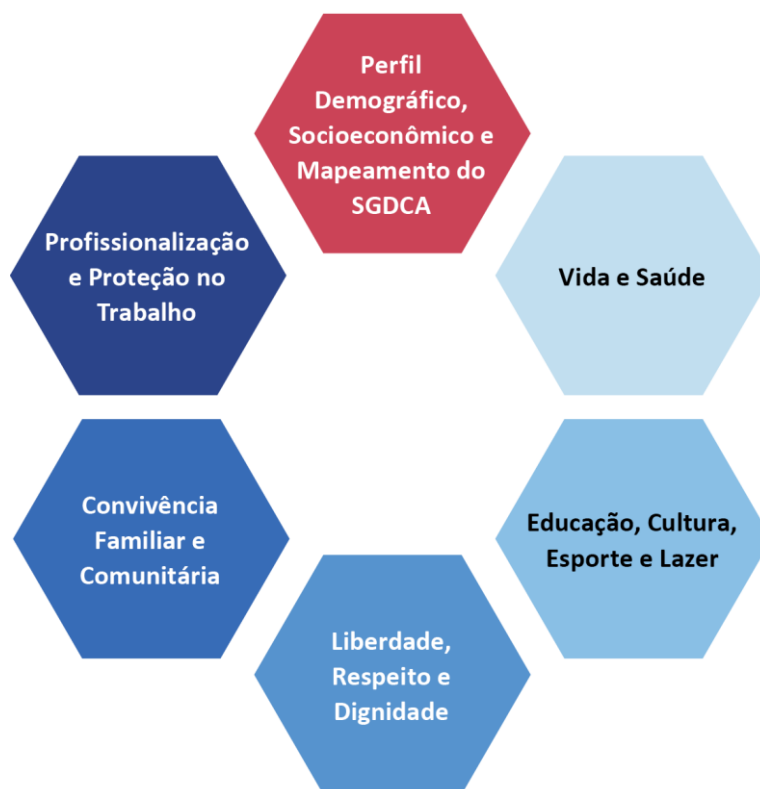 Perfil
Demográfico,
Socioeconômico e
Mapeamento do
SGDCA
Vida e Saúde
Educação, Cultura,
Esporte e Lazer
Liberdade,
Respeito e
Dignidade
Convivência
Familiar e
Comunitária
Profissionalização
e Proteção no
Trabalho